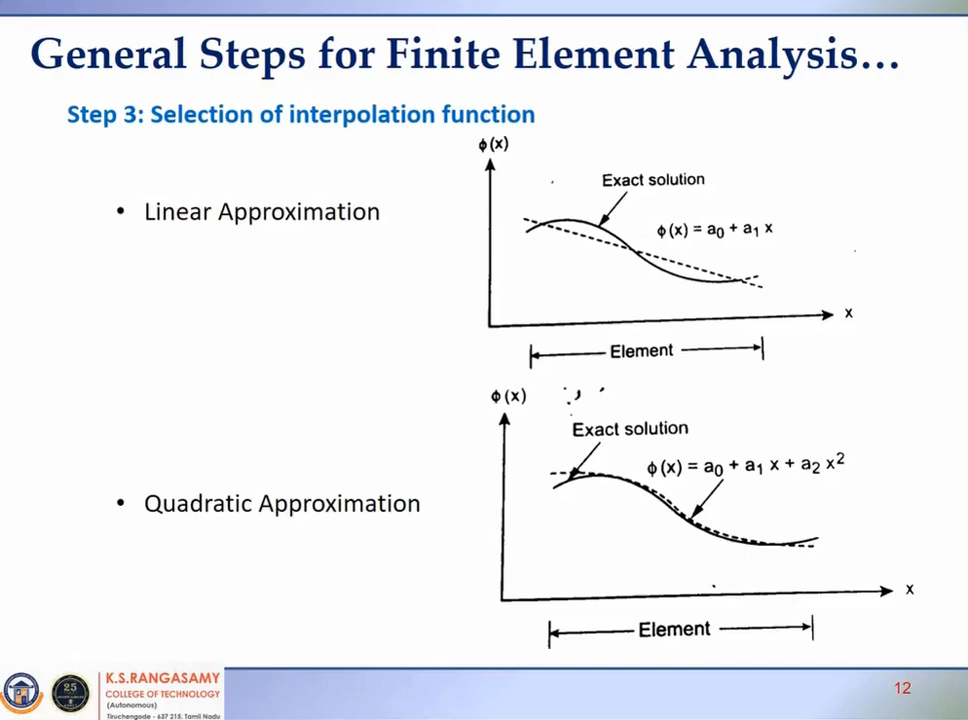 General Steps for Finite Element Analysis...
Step 3: Selection of interpolation function
ϕ(x)
Exact solution
• Linear Approximation
ϕ(x) = a₀ + a₁ x
x
Element
ϕ(x)
Exact solution
ϕ(x) = a₀ + a₁ x + a₂ x²
• Quadratic Approximation
x
Element
25
K.S.RANGASAMY
COLLEGE OF TECHNOLOGY
(Autonomous)
Tiruchengode - 637 215. Tamil Nadu
12